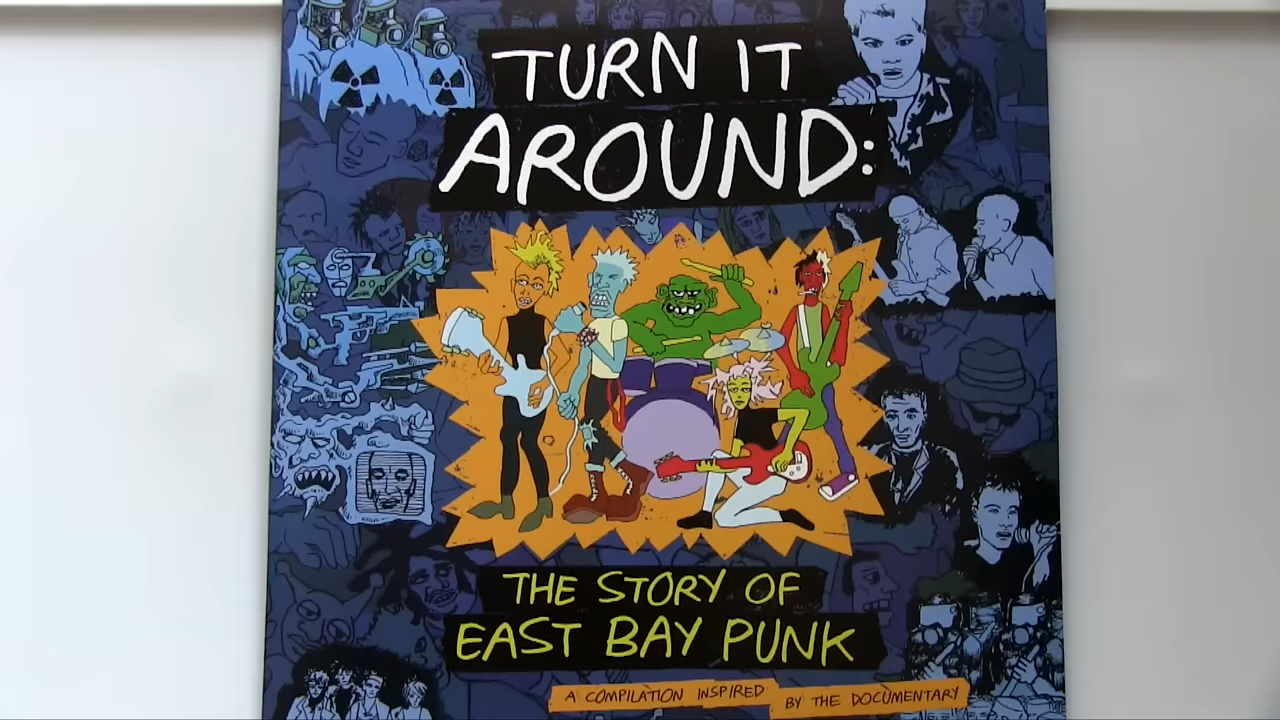 TURN IT
AROUND:
THE STORY OF
EAST BAY PUNK
A COMPILATION INSPIRED BY THE DOCUMENTARY